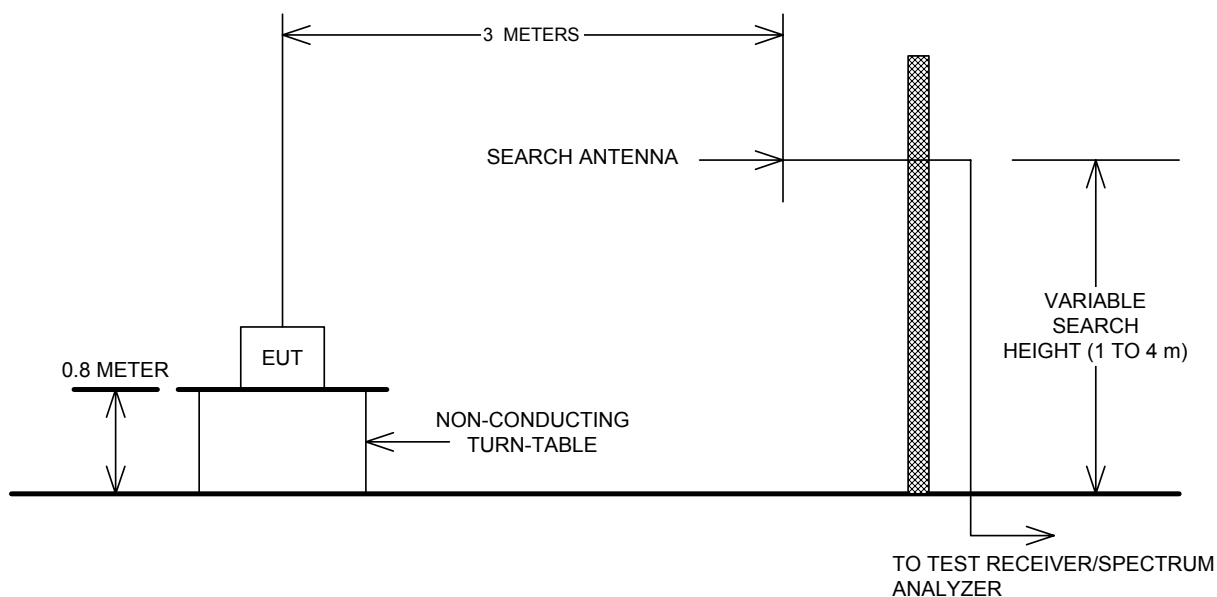 3 METERS
SEARCH ANTENNA
VARIABLE
SEARCH
HEIGHT (1 TO 4 m)
EUT
0.8 METER
NON-CONDUCTING
TURN-TABLE
TO TEST RECEIVER/SPECTRUM
ANALYZER